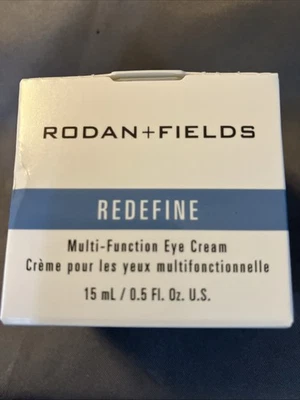 RODAN+FIELDS
REDEFINE
Multi-Function Eye Cream
Crème pour les yeux multifonctionnelle
15 mL / 0.5 Fl. Oz. U.S.